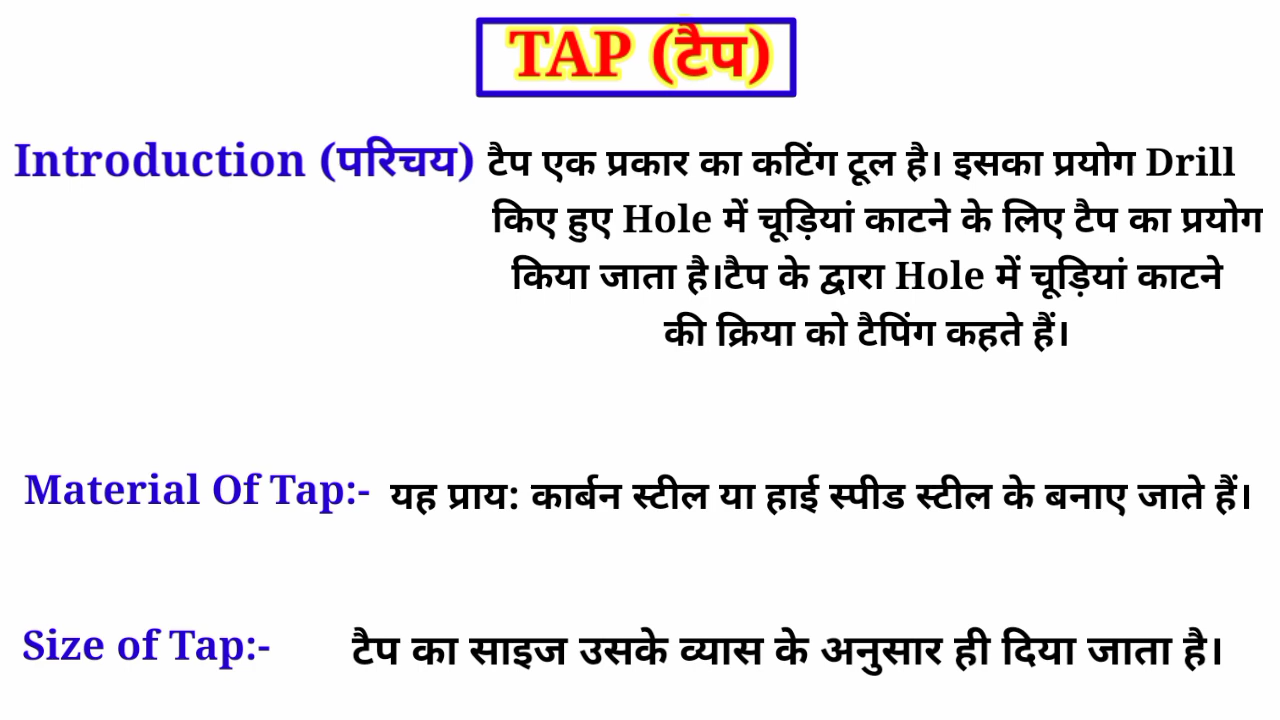 TAP (टैप)
Introduction (परिचय) टैप एक प्रकार का कटिंग टूल है। इसका प्रयोग Drill
किए हुए Hole में चूड़ियां काटने के लिए टैप का प्रयोग
किया जाता है।टैप के द्वारा Hole में चूड़ियां काटने
की क्रिया को टैपिंग कहते हैं।
Material Of Tap:- यह प्राय: कार्बन स्टील या हाई स्पीड स्टील के बनाए जाते हैं।
Size of Tap:- टैप का साइज उसके व्यास के अनुसार ही दिया जाता है।